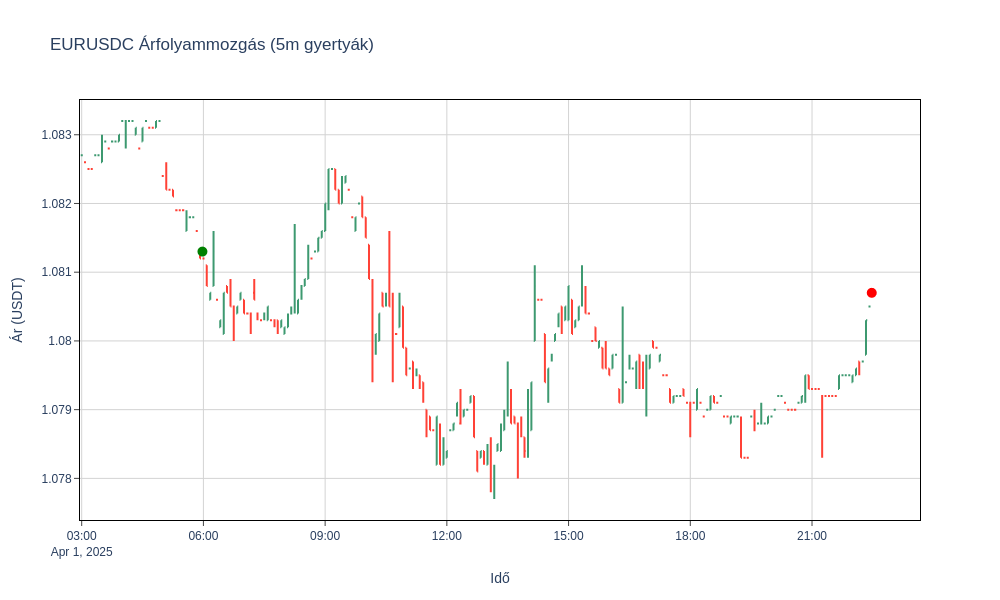 EURUSDC Árfolyammozgás (5m gyertyák)
1.083
1.082
1.081
1.08
1.079
1.078
Ár (USDT)
03:00 06:00 09:00 12:00 15:00 18:00 21:00
Apr 1, 2025
Idő